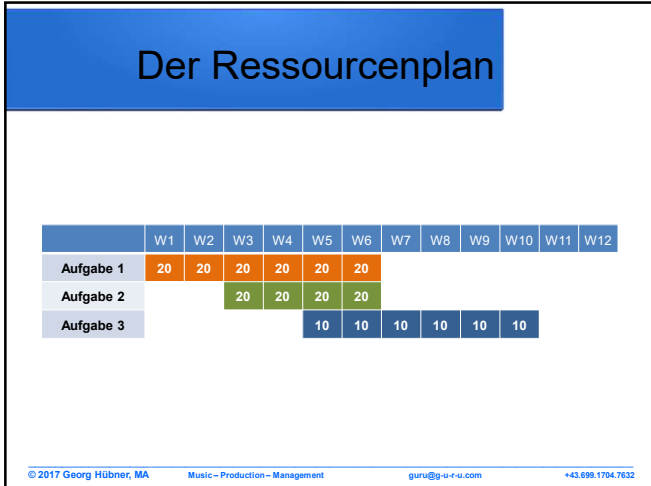 Der Ressourcenplan
W1 W2 W3 W4 W5 W6 W7 W8 W9 W10 W11 W12
Aufgabe 1 20 20 20 20 20 20
Aufgabe 2 20 20 20 20
Aufgabe 3 10 10 10 10 10 10
© 2017 Georg Hübner, MA Music – Production – Management guru@g-u-r-u.com +43.699.1704.7632